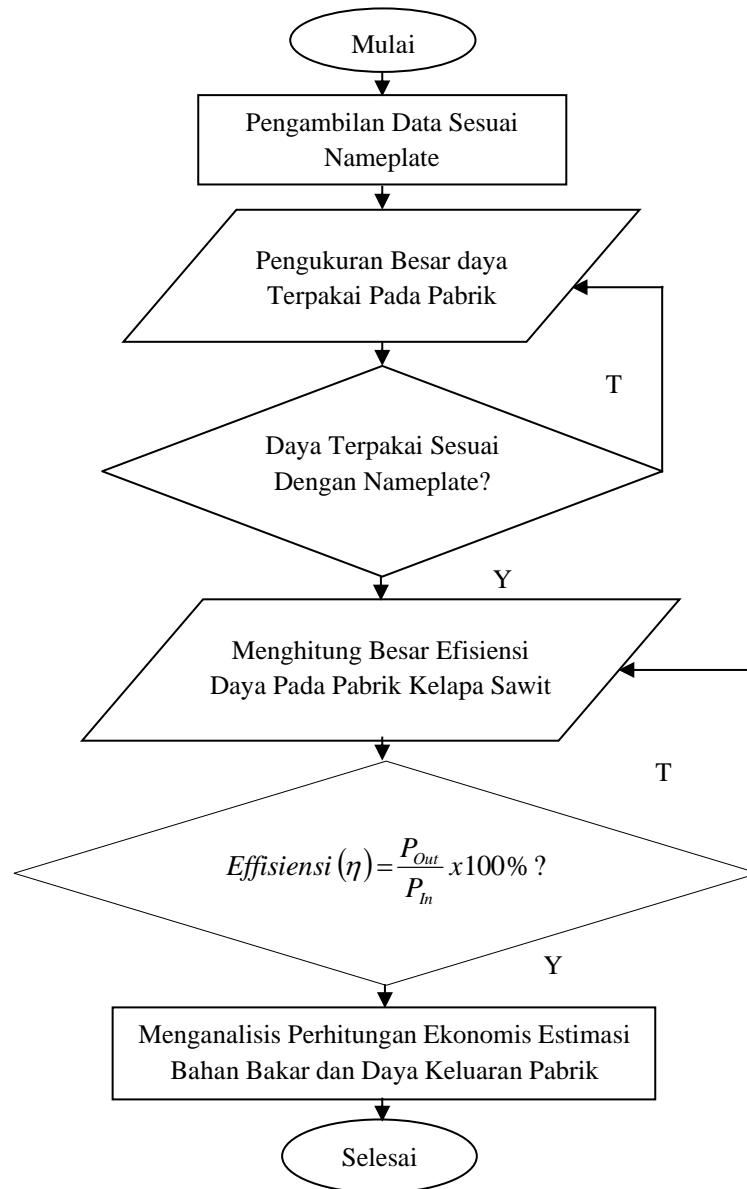 Mulai
Pengambilan Data Sesuai
Nameplate
Pengukuran Besar daya
Terpakai Pada Pabrik
T
Daya Terpakai Sesuai
Dengan Nameplate?
Y
Menghitung Besar Efisiensi
Daya Pada Pabrik Kelapa Sawit
T
Effisiensi (η) = P_Out / P_In x100% ?
Y
Menganalisis Perhitungan Ekonomis Estimasi
Bahan Bakar dan Daya Keluaran Pabrik
Selesai